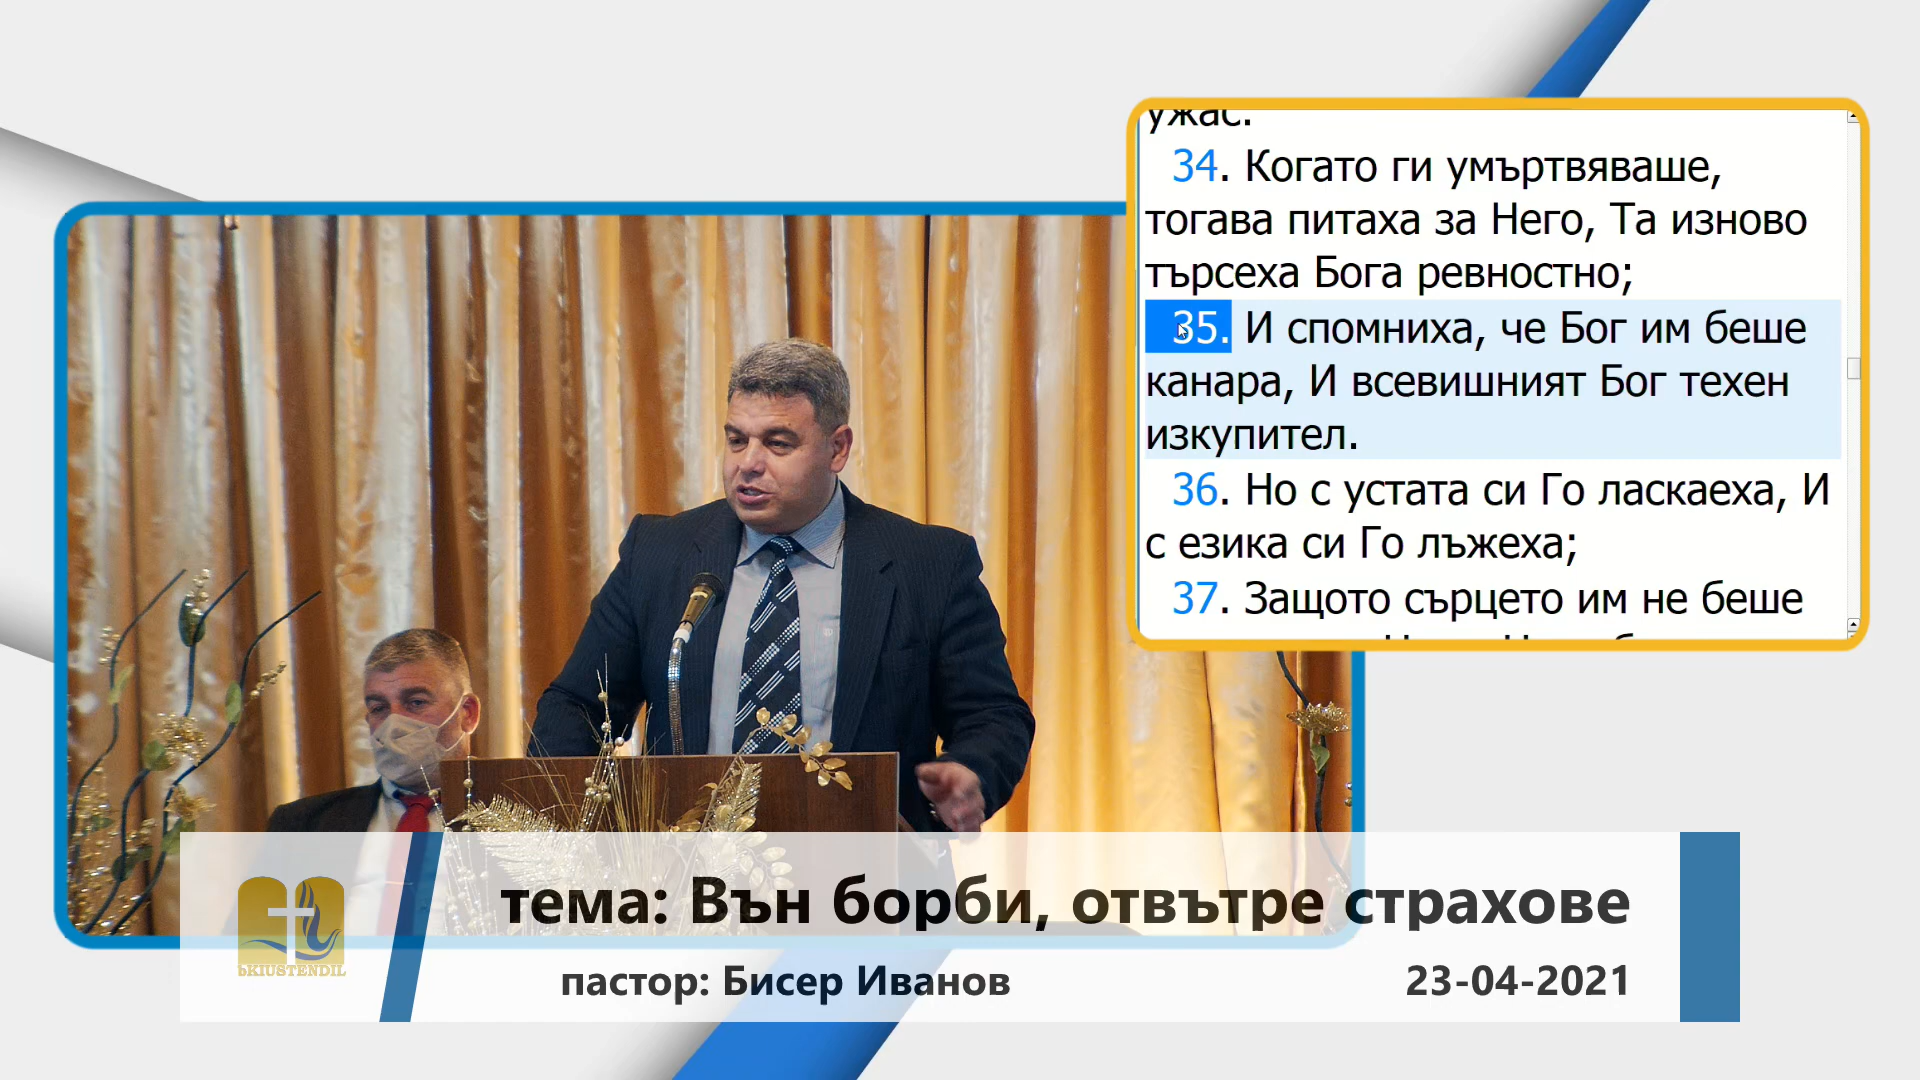 ужас.
34. Когато ги умъртвяваше,
тогава питаха за Него, Та изново
търсеха Бога ревностно;
35. И спомниха, че Бог им беше
канара, И всевишният Бог техен
изкупител.
36. Но с устата си Го ласкаеха, И
с езика си Го лъжеха;
37. Защото сърцето им не беше
тема: Вън борби, отвътре страхове
bKIUSTENDIL
пастор: Бисер Иванов
23-04-2021